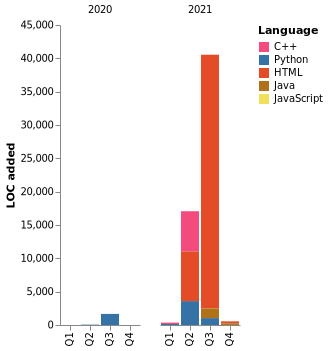 2020 2021
Language
C++
Python
HTML
Java
JavaScript
LOC added
45,000
40,000
35,000
30,000
25,000
20,000
15,000
10,000
5,000
0
Q1 Q2 Q3 Q4 Q1 Q2 Q3 Q4